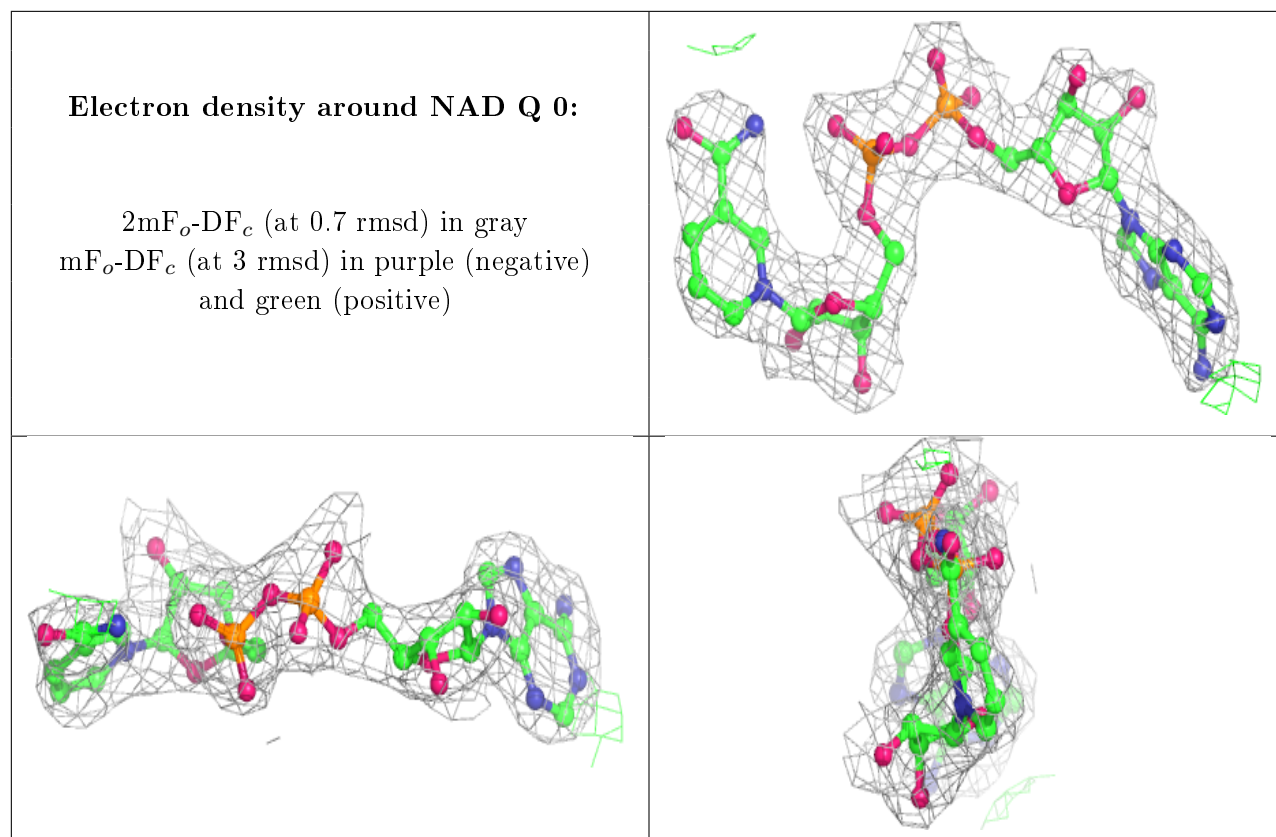 Electron density around NAD Q 0:
2mFo-DFc (at 0.7 rmsd) in gray
mFo-DFc (at 3 rmsd) in purple (negative)
and green (positive)